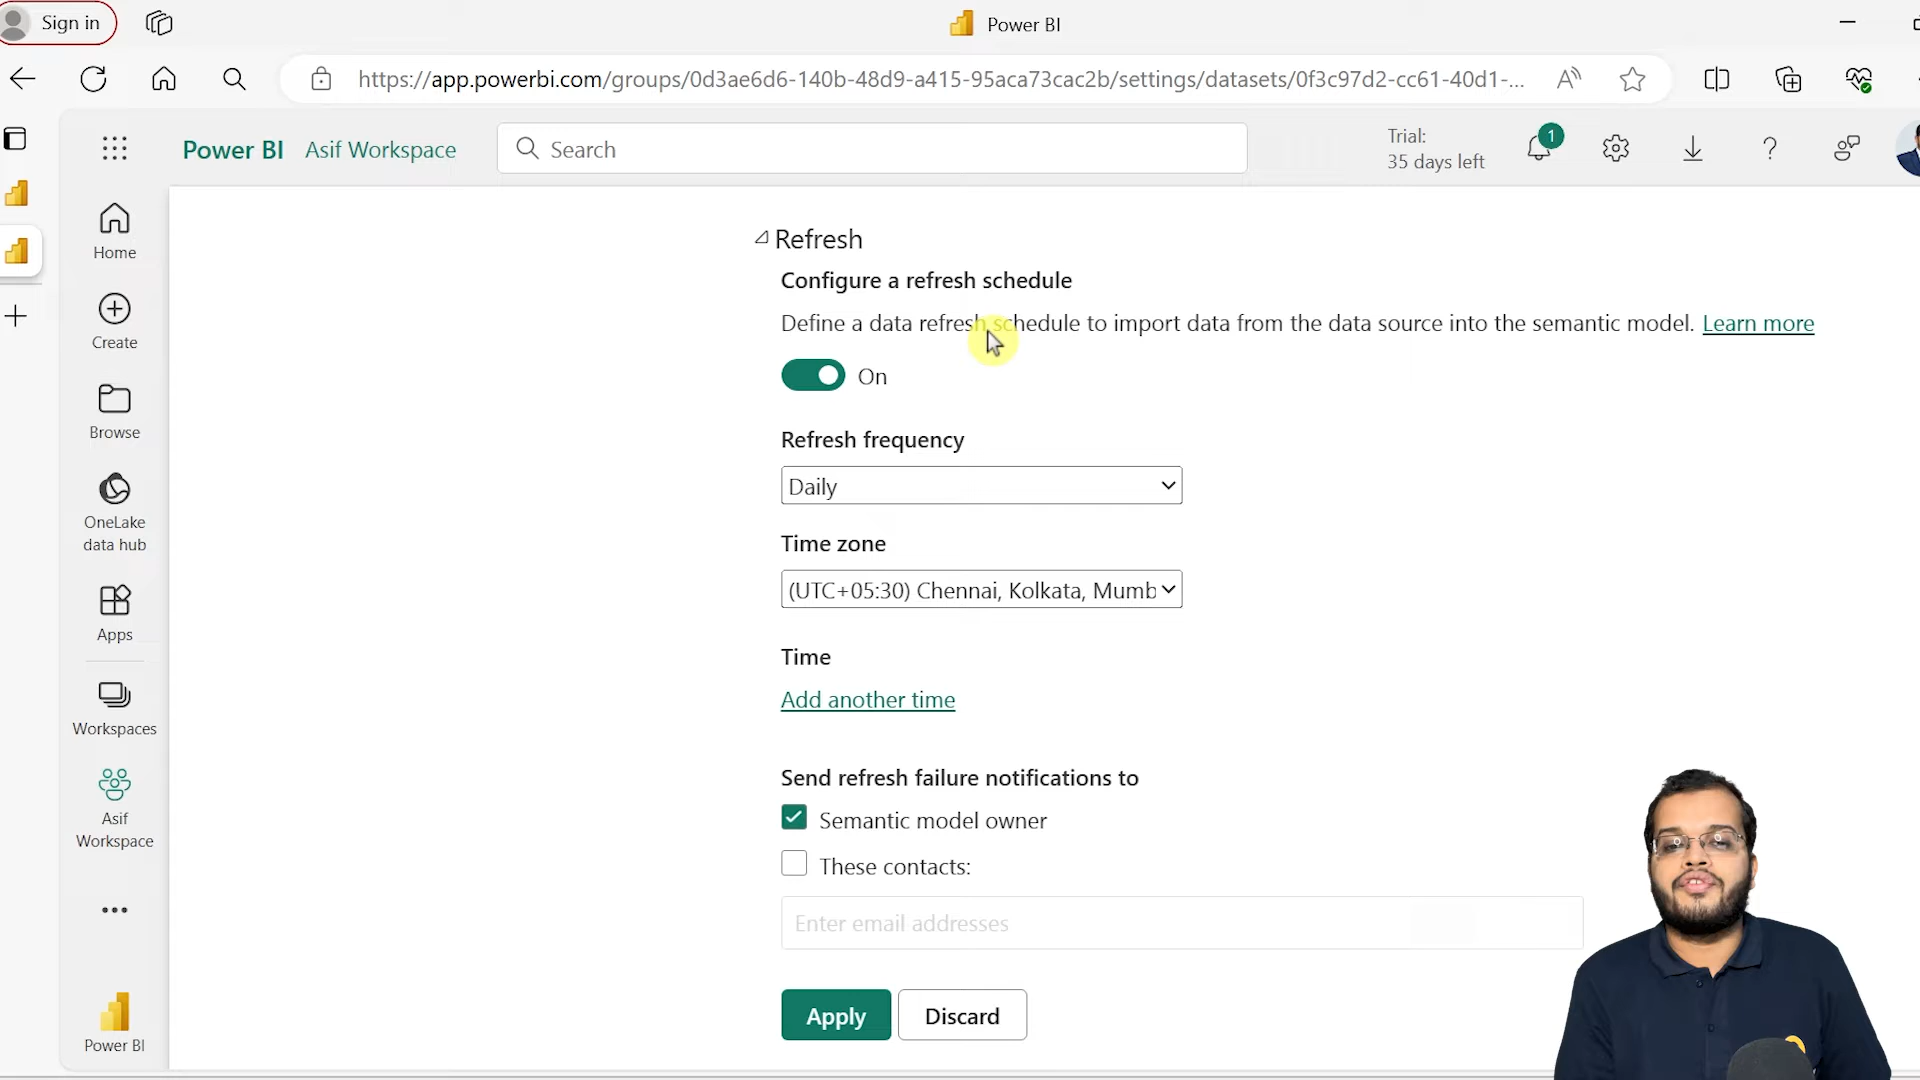 Sign in
Power BI
https://app.powerbi.com/groups/0d3ae6d6-140b-48d9-a415-95aca73cac2b/settings/datasets/0f3c97d2-cc61-40d1-...
Power BI Asif Workspace
Search
Trial:
35 days left
1
Home
Create
Browse
OneLake
data hub
Apps
Workspaces
Asif
Workspace
Power BI
Refresh
Configure a refresh schedule
Define a data refresh schedule to import data from the data source into the semantic model. Learn more
On
Refresh frequency
Daily
Time zone
(UTC+05:30) Chennai, Kolkata, Mumb
Time
Add another time
Send refresh failure notifications to
Semantic model owner
These contacts:
Enter email addresses
Apply
Discard